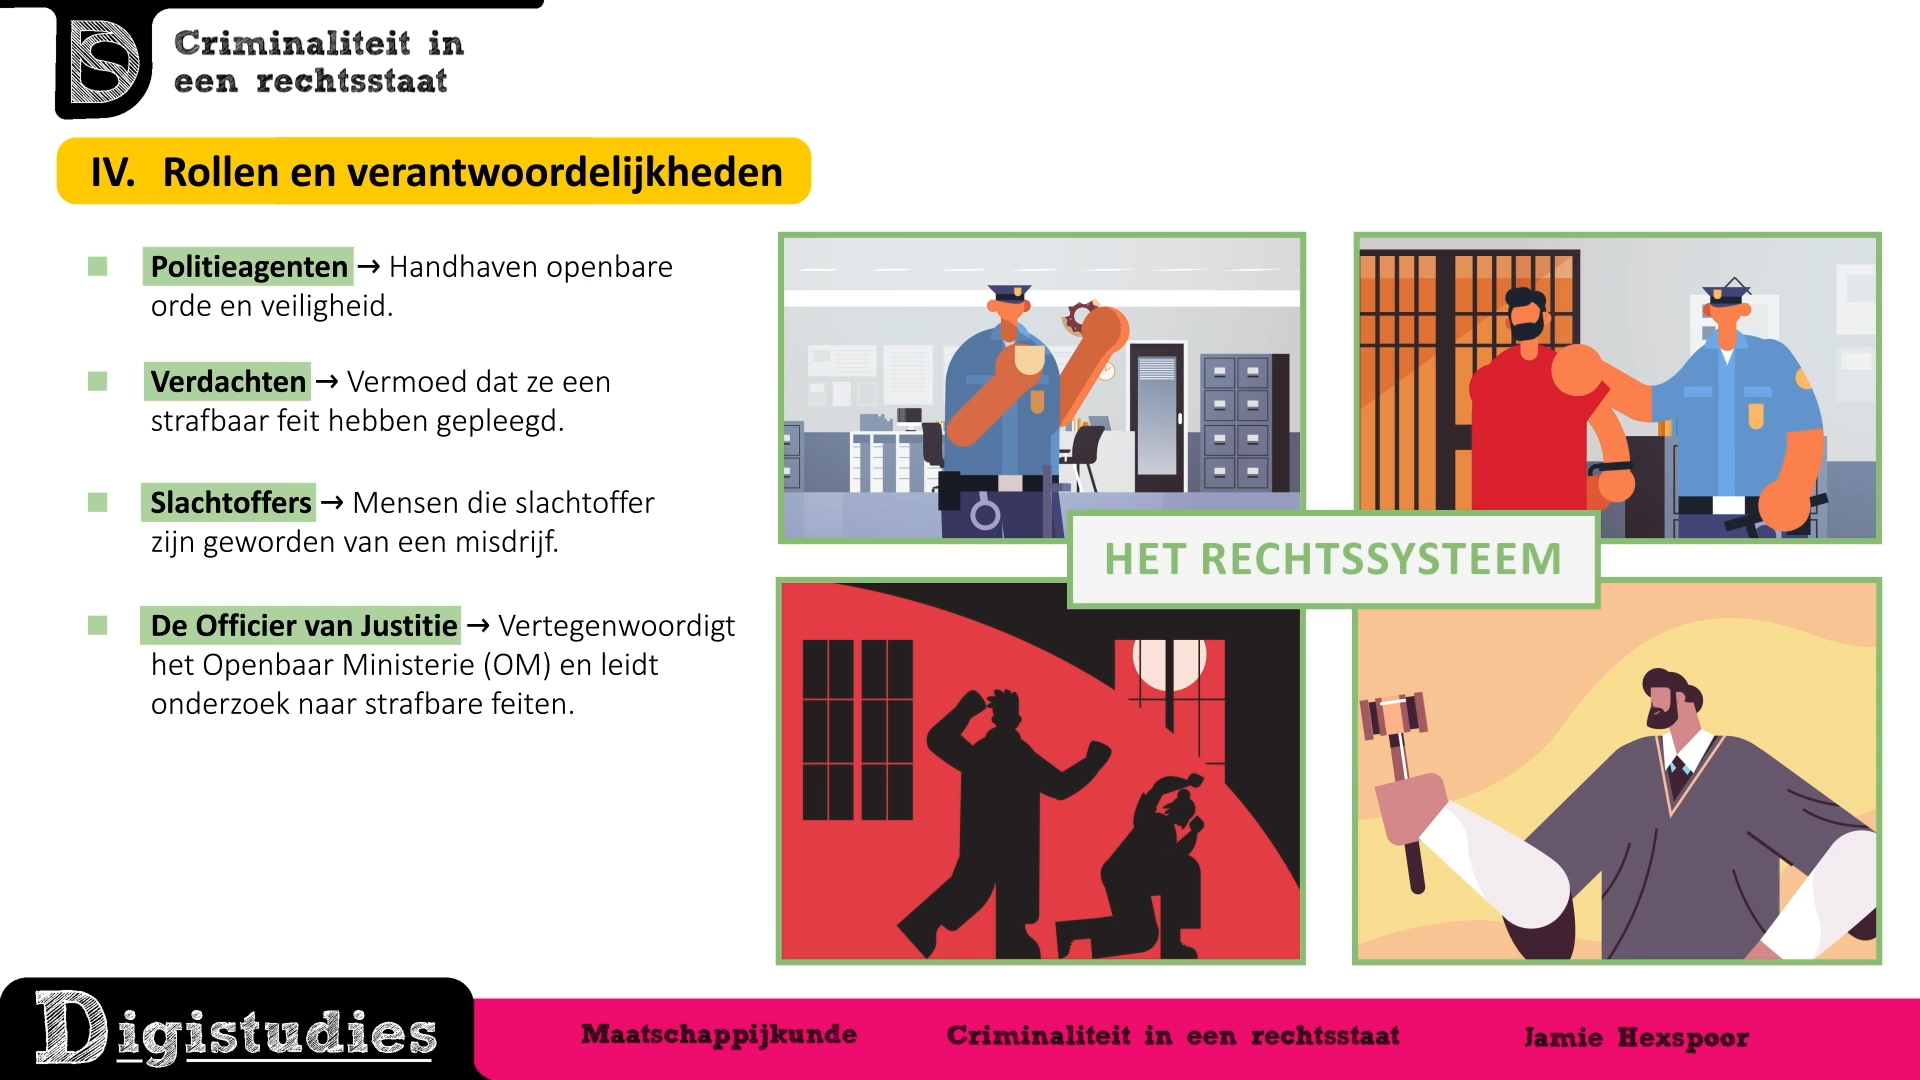 DS
Criminaliteit in
een rechtsstaat
IV. Rollen en verantwoordelijkheden
Politieagenten → Handhaven openbare
orde en veiligheid.
Verdachten → Vermoed dat ze een
strafbaar feit hebben gepleegd.
Slachtoffers → Mensen die slachtoffer
zijn geworden van een misdrijf.
De Officier van Justitie → Vertegenwoordigt
het Openbaar Ministerie (OM) en leidt
onderzoek naar strafbare feiten.
HET RECHTSSYSTEEM
Digistudies
Maatschappijkunde
Criminaliteit in een rechtsstaat
Jamie Hexspoor